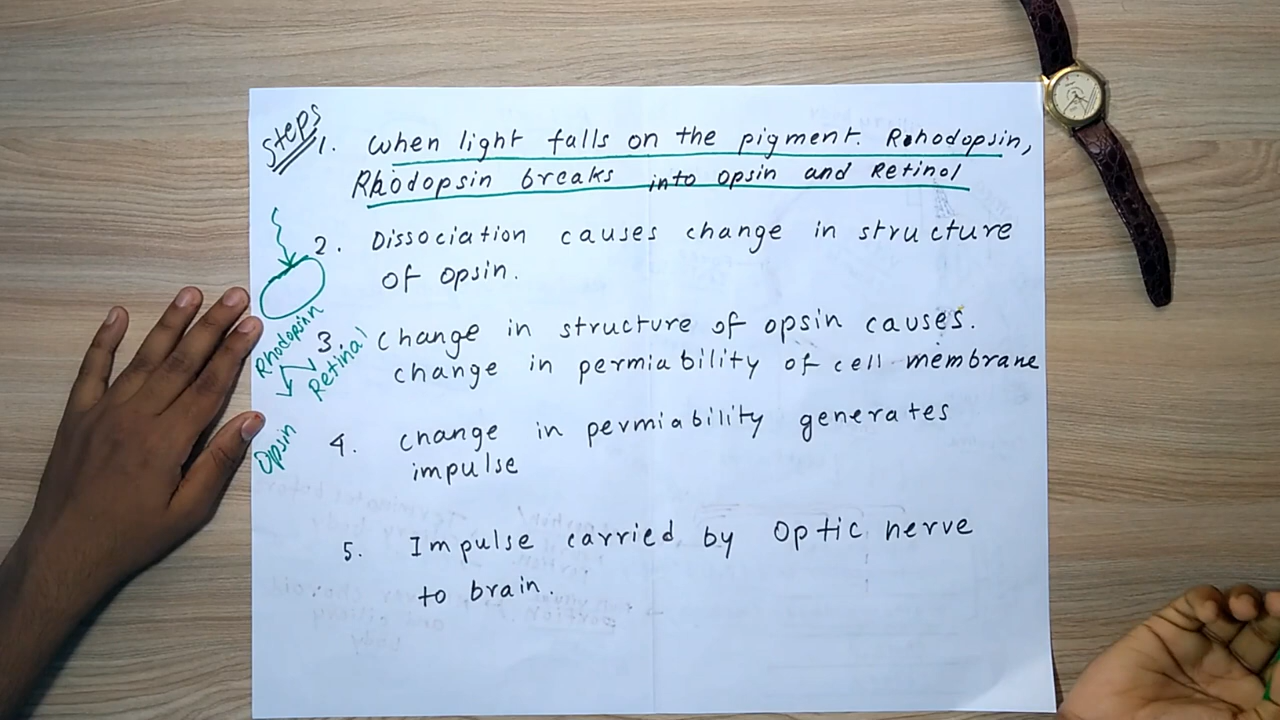 Steps
1. When light falls on the pigment. Rohodopsin,
Rhodopsin breaks into opsin and Retinol
2. Dissociation causes change in structure
of opsin.
3. change in structure of opsin causes.
change in permiability of cell membrane
4. change in permiability generates
impulse
5. Impulse carried by Optic nerve
to brain.
Rhodopsinn
Retinal
Opsin